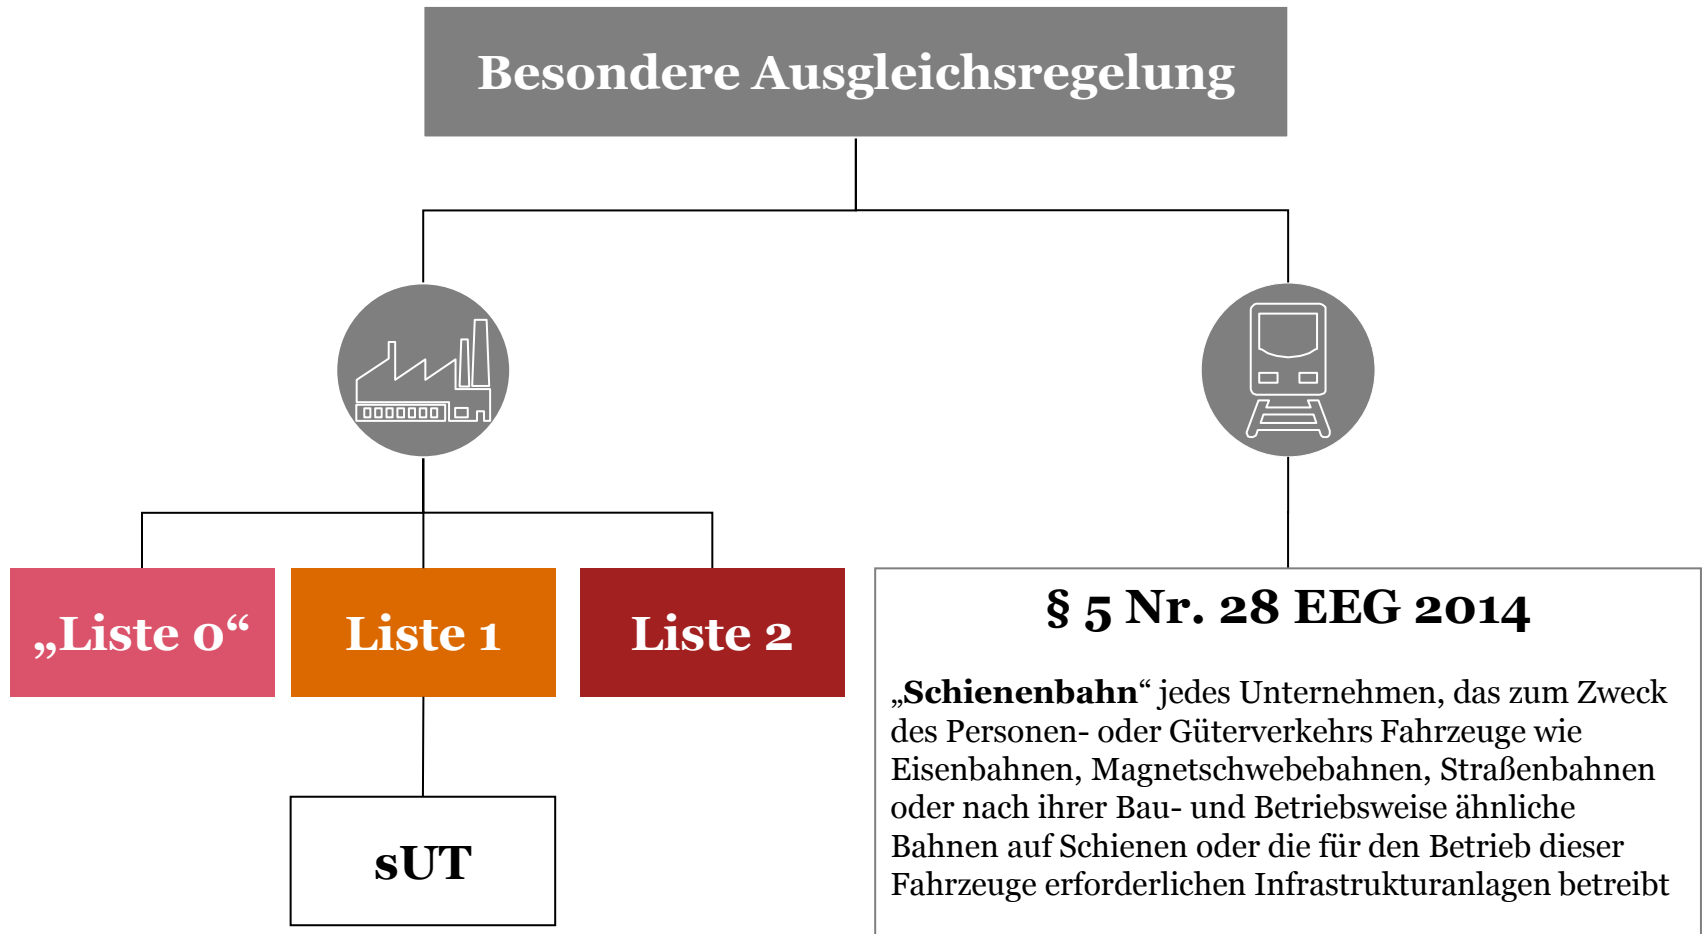 Besondere Ausgleichsregelung
„Liste 0“
Liste 1
Liste 2
sUT
§ 5 Nr. 28 EEG 2014
„Schienenbahn“ jedes Unternehmen, das zum Zweck
des Personen- oder Güterverkehrs Fahrzeuge wie
Eisenbahnen, Magnetschwebebahnen, Straßenbahnen
oder nach ihrer Bau- und Betriebsweise ähnliche
Bahnen auf Schienen oder die für den Betrieb dieser
Fahrzeuge erforderlichen Infrastrukturanlagen betreibt